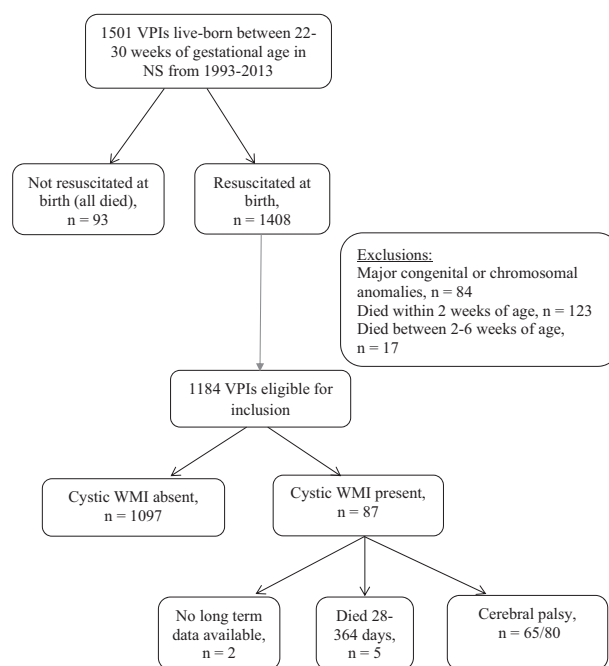 1501 VPIs live-born between 22-
30 weeks of gestational age in
NS from 1993-2013
Not resuscitated at
birth (all died),
n = 93
Resuscitated at
birth,
n = 1408
Exclusions:
Major congenital or chromosomal
anomalies, n = 84
Died within 2 weeks of age, n = 123
Died between 2-6 weeks of age,
n = 17
1184 VPIs eligible for
inclusion
Cystic WMI absent,
n = 1097
Cystic WMI present,
n = 87
No long term
data available,
n = 2
Died 28-
364 days,
n = 5
Cerebral palsy,
n = 65/80